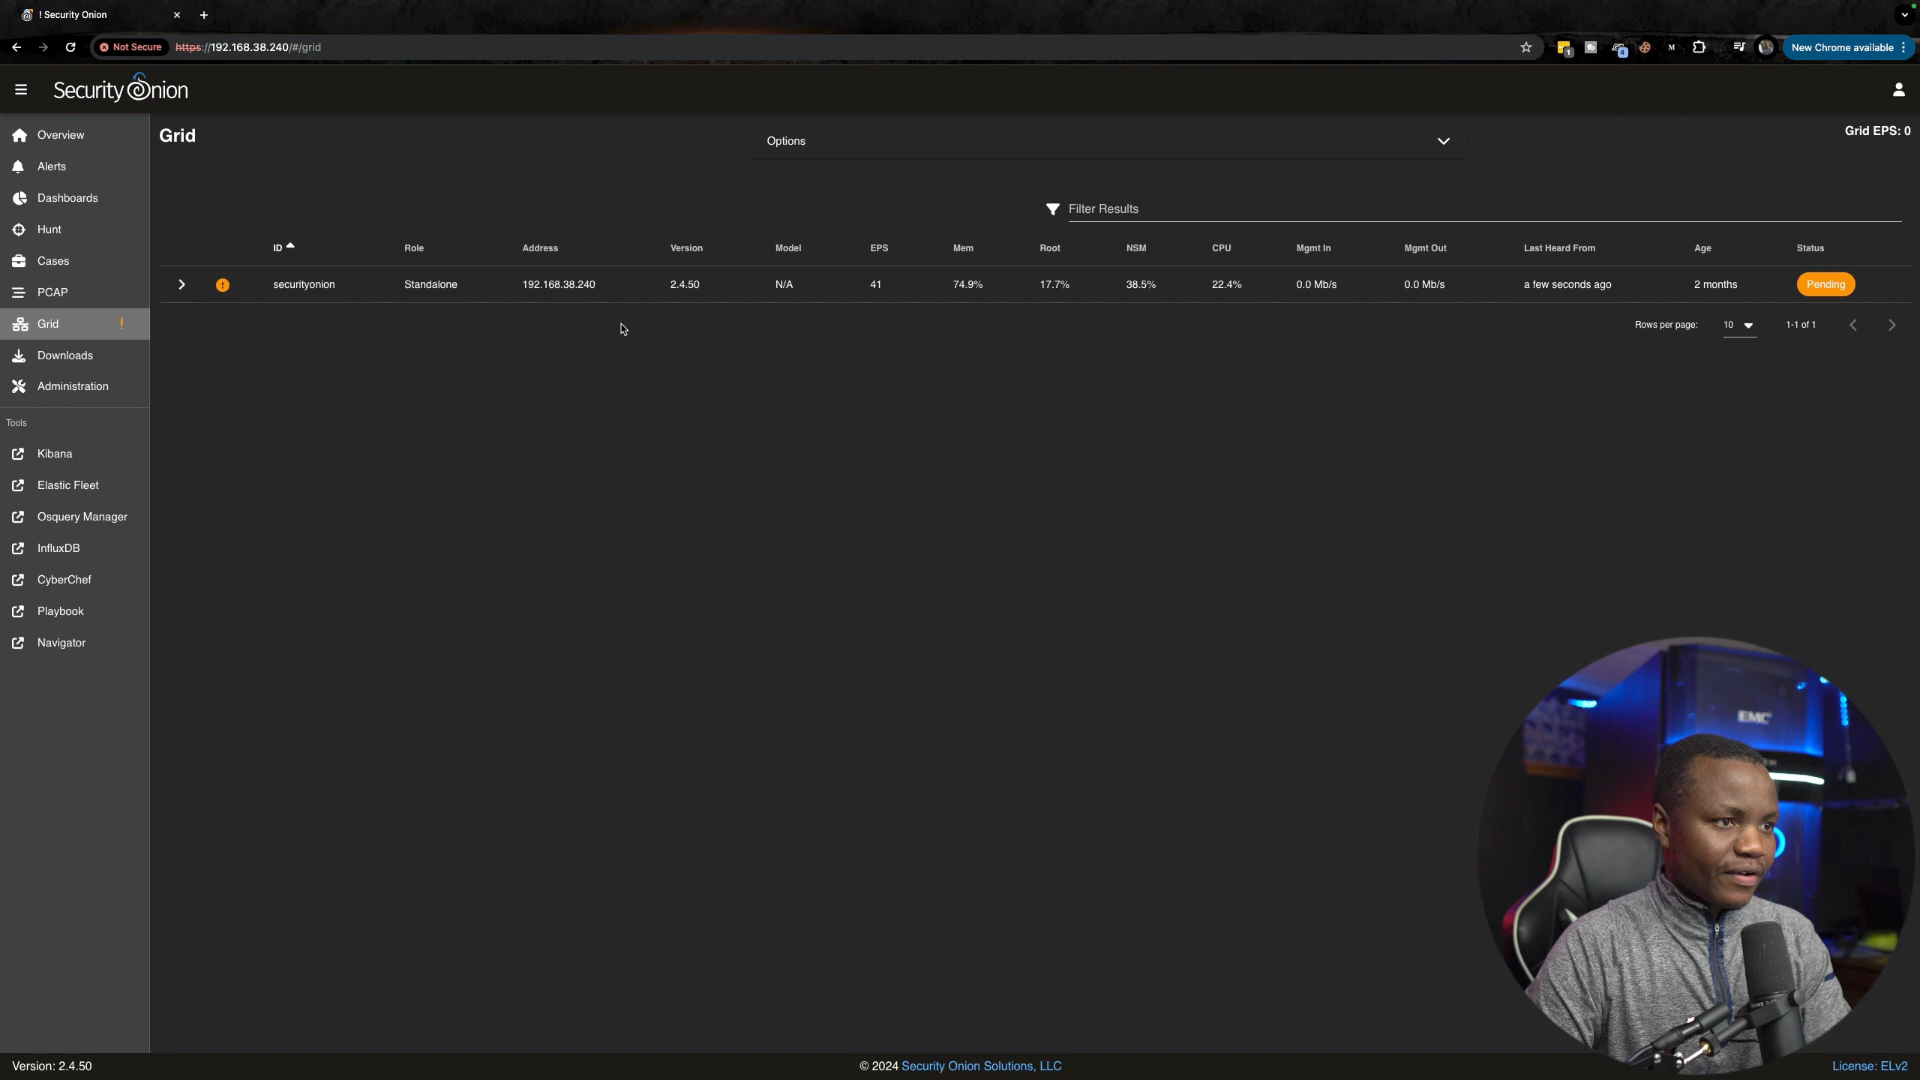 ! Security Onion
Not Secure https://192.168.38.240/#/grid
New Chrome available
Security Onion
Overview
Alerts
Dashboards
Hunt
Cases
PCAP
Grid !
Downloads
Administration
Tools
Kibana
Elastic Fleet
Osquery Manager
InfluxDB
CyberChef
Playbook
Navigator
Grid
Options
Grid EPS: 0
Filter Results
ID Role Address Version Model EPS Mem Root NSM CPU Mgmt In Mgmt Out Last Heard From Age Status
securityonion Standalone 192.168.38.240 2.4.50 N/A 41 74.9% 17.7% 38.5% 22.4% 0.0 Mb/s 0.0 Mb/s a few seconds ago 2 months Pending
Rows per page: 10 1-1 of 1
EMC²
Version: 2.4.50
© 2024 Security Onion Solutions, LLC
License: ELv2